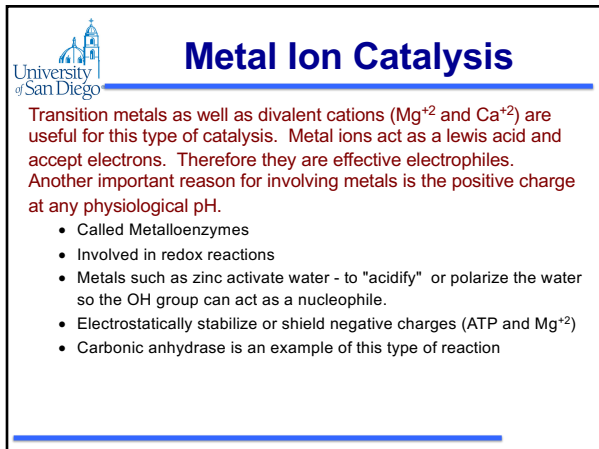 University
of San Diego
Metal Ion Catalysis
Transition metals as well as divalent cations (Mg⁺² and Ca⁺²) are
useful for this type of catalysis.  Metal ions act as a lewis acid and
accept electrons.  Therefore they are effective electrophiles.
Another important reason for involving metals is the positive charge
at any physiological pH.
• Called Metalloenzymes
• Involved in redox reactions
• Metals such as zinc activate water - to "acidify"  or polarize the water
so the OH group can act as a nucleophile.
• Electrostatically stabilize or shield negative charges (ATP and Mg⁺²)
• Carbonic anhydrase is an example of this type of reaction